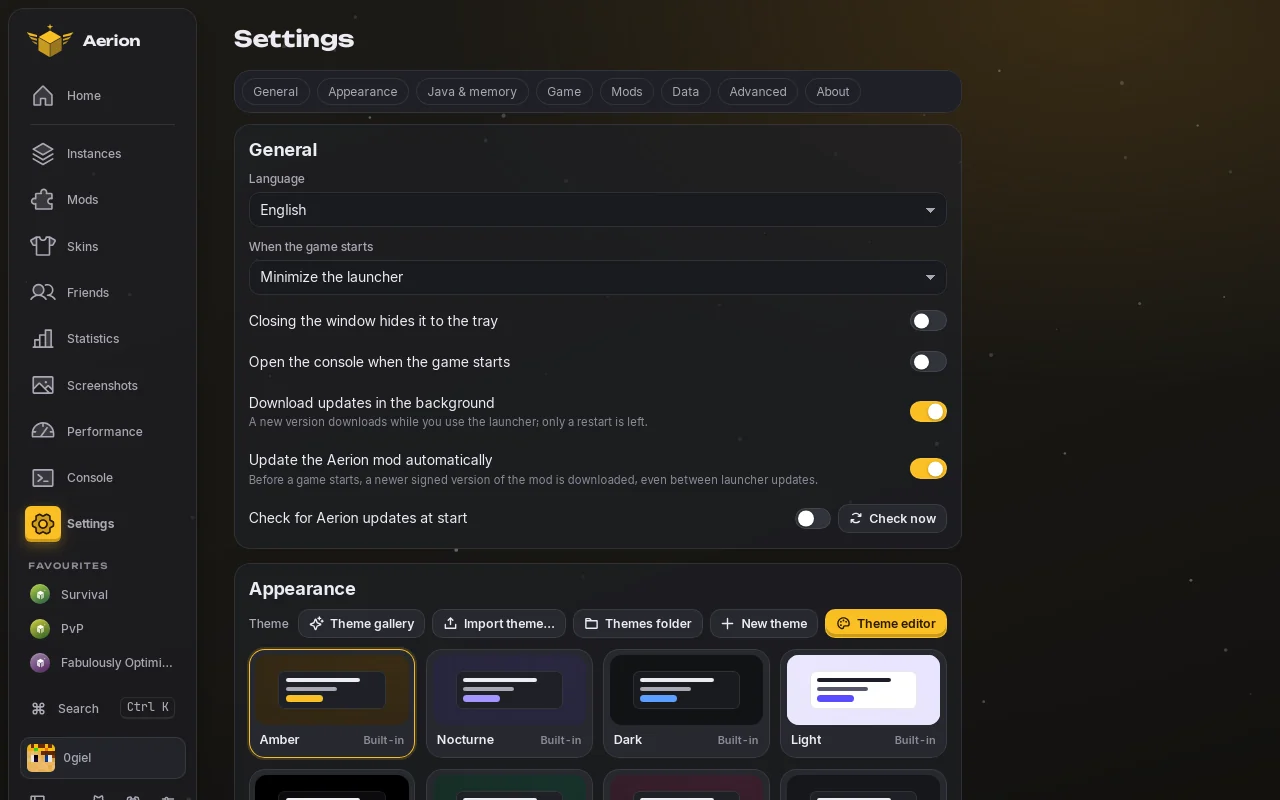 Aerion
Home
Instances
Mods
Skins
Friends
Statistics
Screenshots
Performance
Console
Settings
FAVOURITES
Survival
PvP
Fabulously Optimi...
Search Ctrl K
0giel
Settings
General Appearance Java & memory Game Mods Data Advanced About
General
Language
English
When the game starts
Minimize the launcher
Closing the window hides it to the tray
Open the console when the game starts
Download updates in the background
A new version downloads while you use the launcher; only a restart is left.
Update the Aerion mod automatically
Before a game starts, a newer signed version of the mod is downloaded, even between launcher updates.
Check for Aerion updates at start Check now
Appearance
Theme Theme gallery Import theme... Themes folder New theme Theme editor
Amber Built-in Nocturne Built-in Dark Built-in Light Built-in